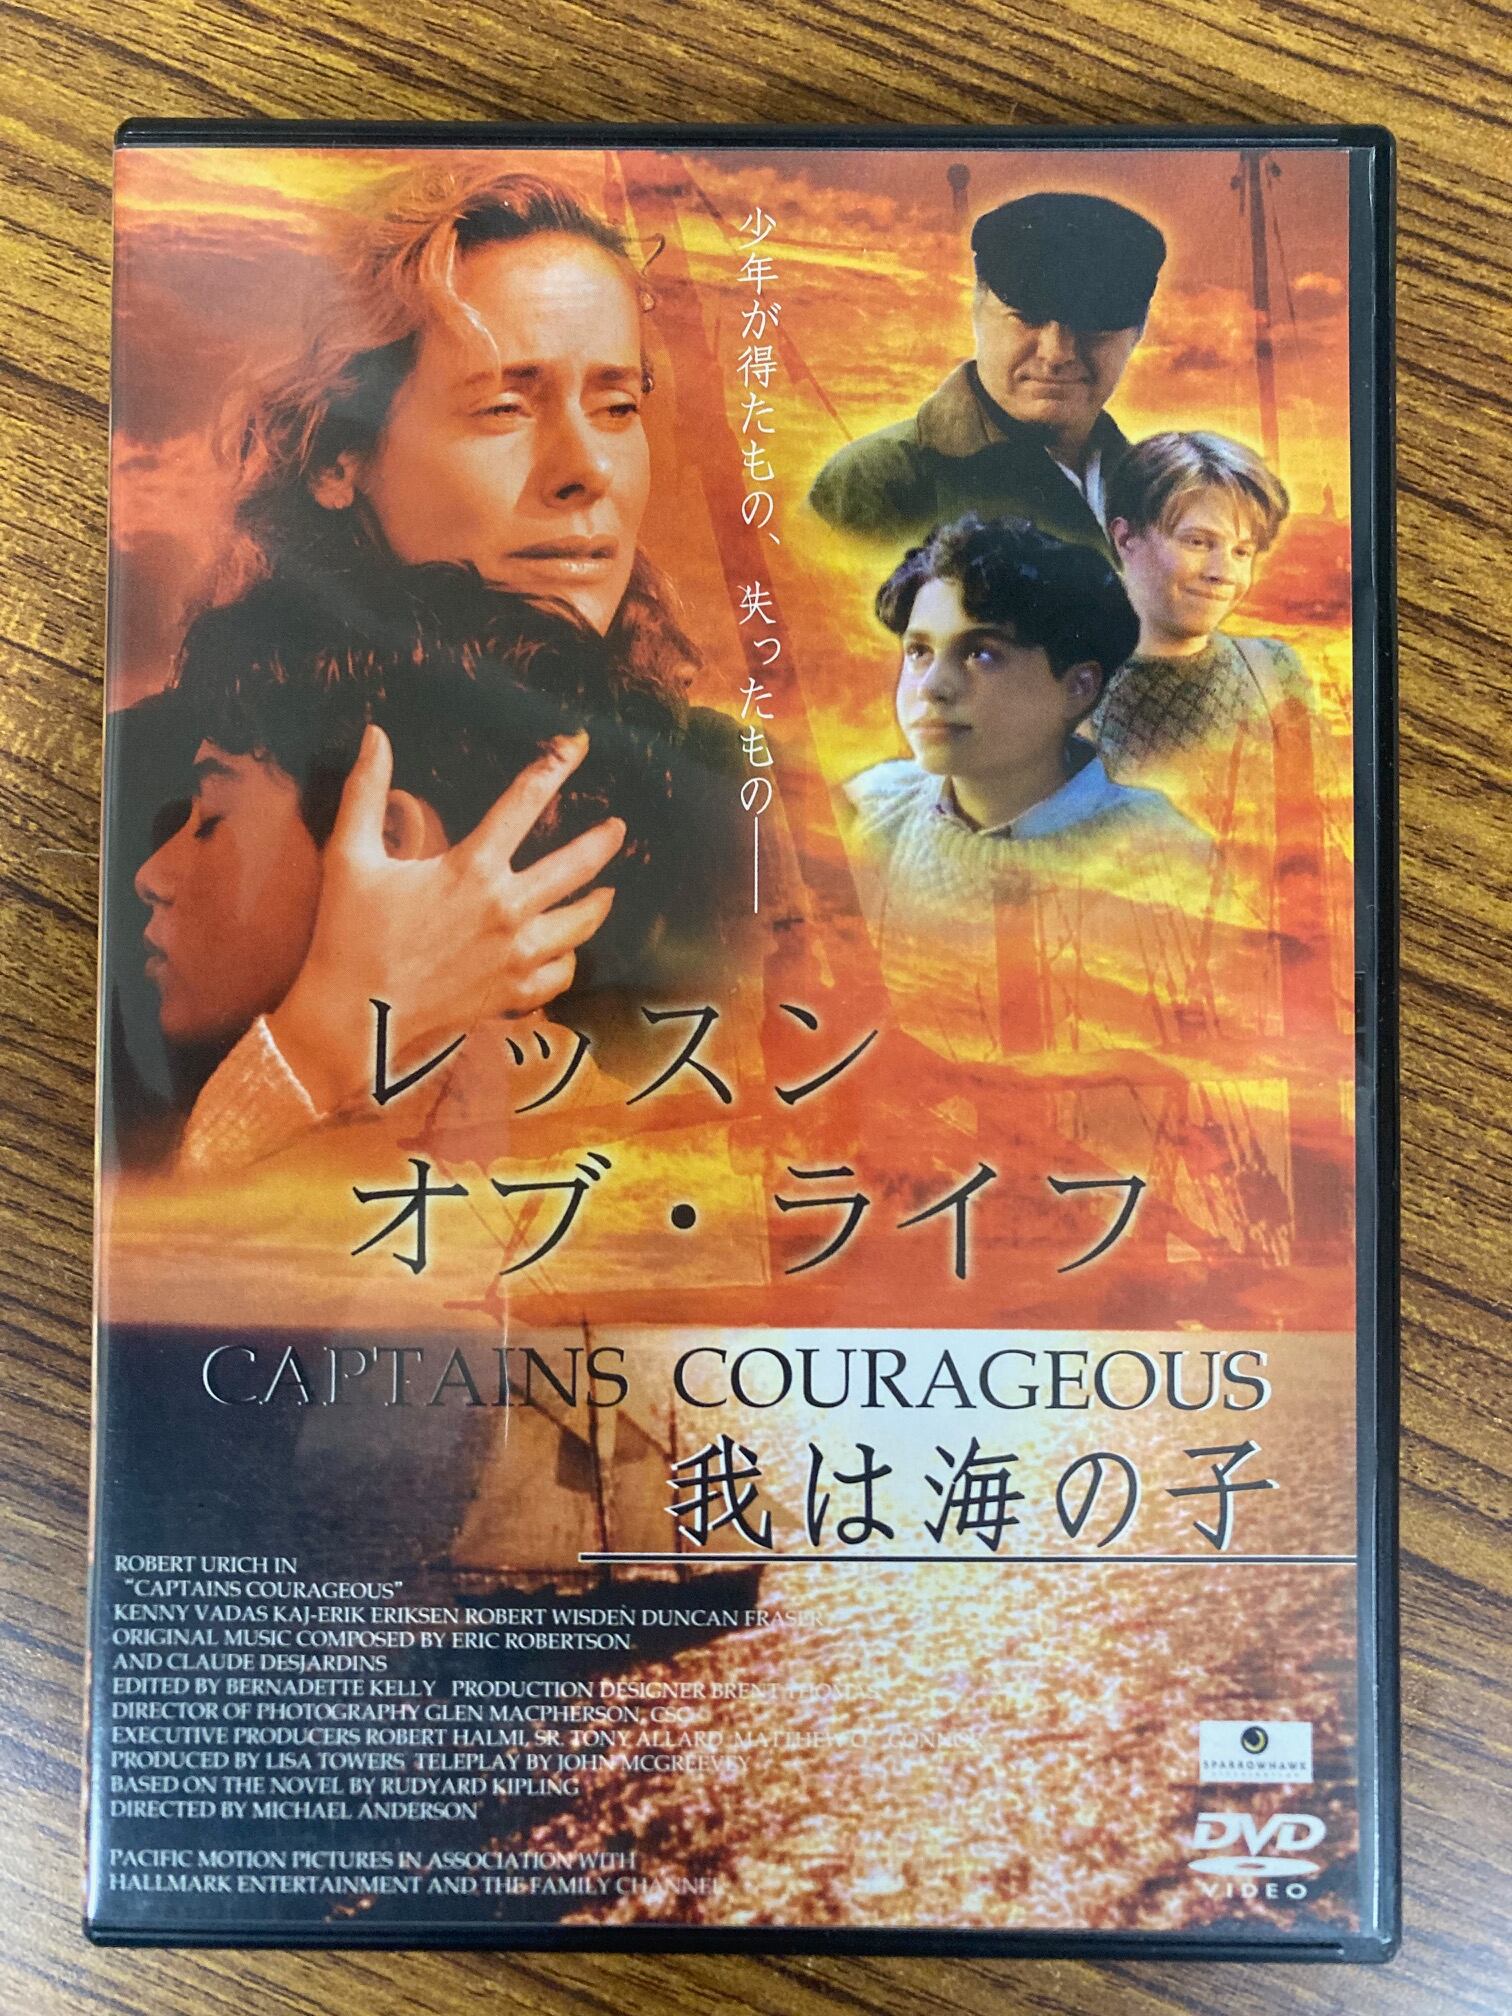 少年が得たもの、失ったもの――
レッスン
オブ・ライフ
CAPTAINS COURAGEOUS
我は海の子
ROBERT URICH IN
"CAPTAINS COURAGEOUS"
KENNY VADAS KAJ-ERIK ERIKSEN ROBERT WISDEN DUNCAN FRASER
ORIGINAL MUSIC COMPOSED BY ERIC ROBERTSON
AND CLAUDE DESJARDINS
EDITED BY BERNADETTE KELLY PRODUCTION DESIGNER BRENT THOMAS
DIRECTOR OF PHOTOGRAPHY GLEN MACPHERSON, CSC
EXECUTIVE PRODUCERS ROBERT HALMI, SR. TONY ALLARD MATTHEW O'CONNOR
PRODUCED BY LISA TOWERS TELEPLAY BY JOHN MCGREEVEY
BASED ON THE NOVEL BY RUDYARD KIPLING
DIRECTED BY MICHAEL ANDERSON
PACIFIC MOTION PICTURES IN ASSOCIATION WITH
HALLMARK ENTERTAINMENT AND THE FAMILY CHANNEL
SPARROWHAWK
DVD
VIDEO